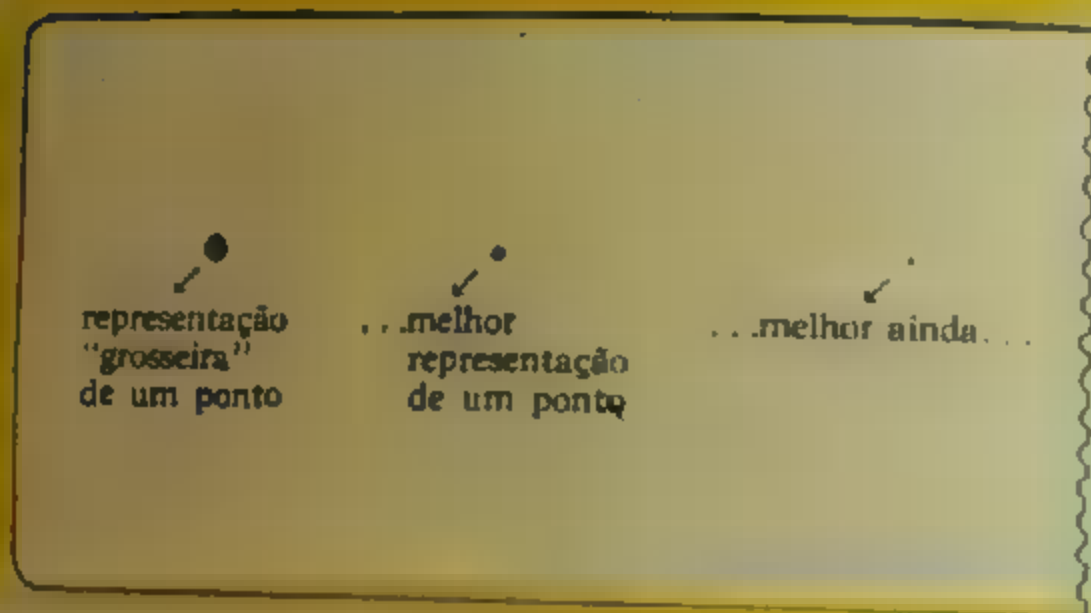 representação
"grosseira"
de um ponto
...melhor
representação
de um ponto
...melhor ainda...